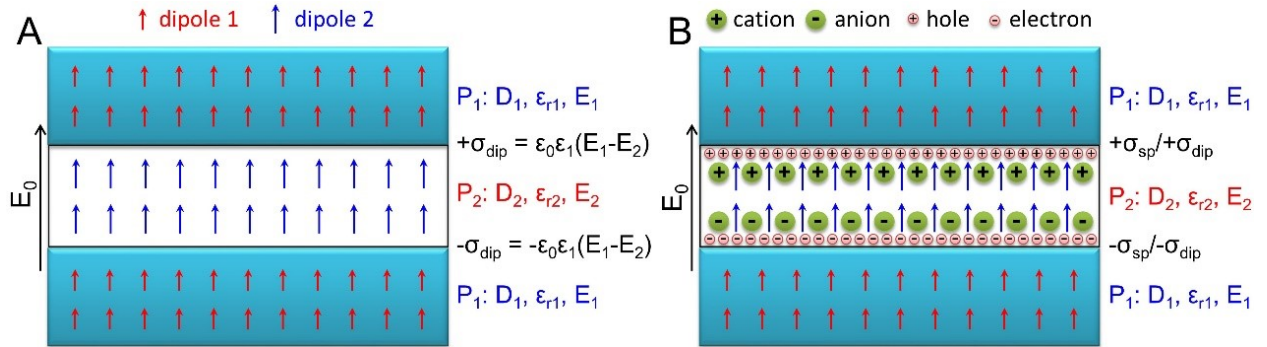 A
dipole 1
dipole 2
E₀
P₁: D₁, εᵣ₁, E₁
+σdip = ε₀ε₁(E₁-E₂)
P₂: D₂, εᵣ₂, E₂
-σdip = -ε₀ε₁(E₁-E₂)
P₁: D₁, εᵣ₁, E₁
B
+ cation - anion + hole - electron
E₀
P₁: D₁, εᵣ₁, E₁
+σsp/+σdip
P₂: D₂, εᵣ₂, E₂
-σsp/-σdip
P₁: D₁, εᵣ₁, E₁